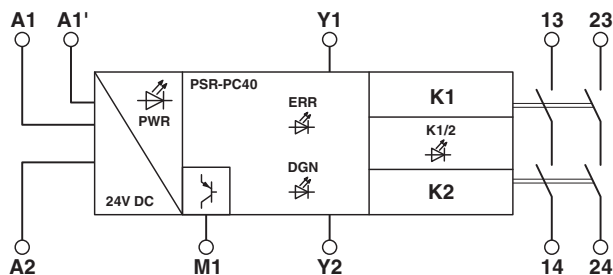 A1 A1' Y1 13 23
PSR-PC40
PWR
ERR
K1
K1/2
DGN
K2
24V DC
A2 M1 Y2 14 24